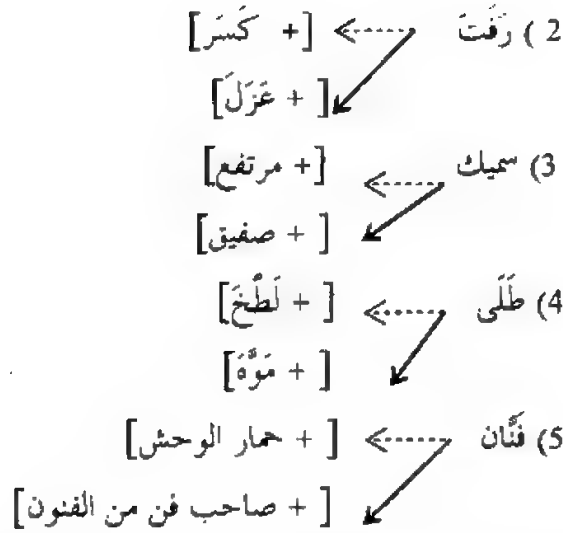 2 ) رَفَتَ [+ كَسَر]
[ + عَزَلَ]
3) سميك [+ مرتفع]
[ + صفيق]
4) طَلَى [ + لَطَّخَ]
[ + مَوَّهَ]
5) فَنَّان [ + حمار الوحش]
[ + صاحب فن من الفنون]